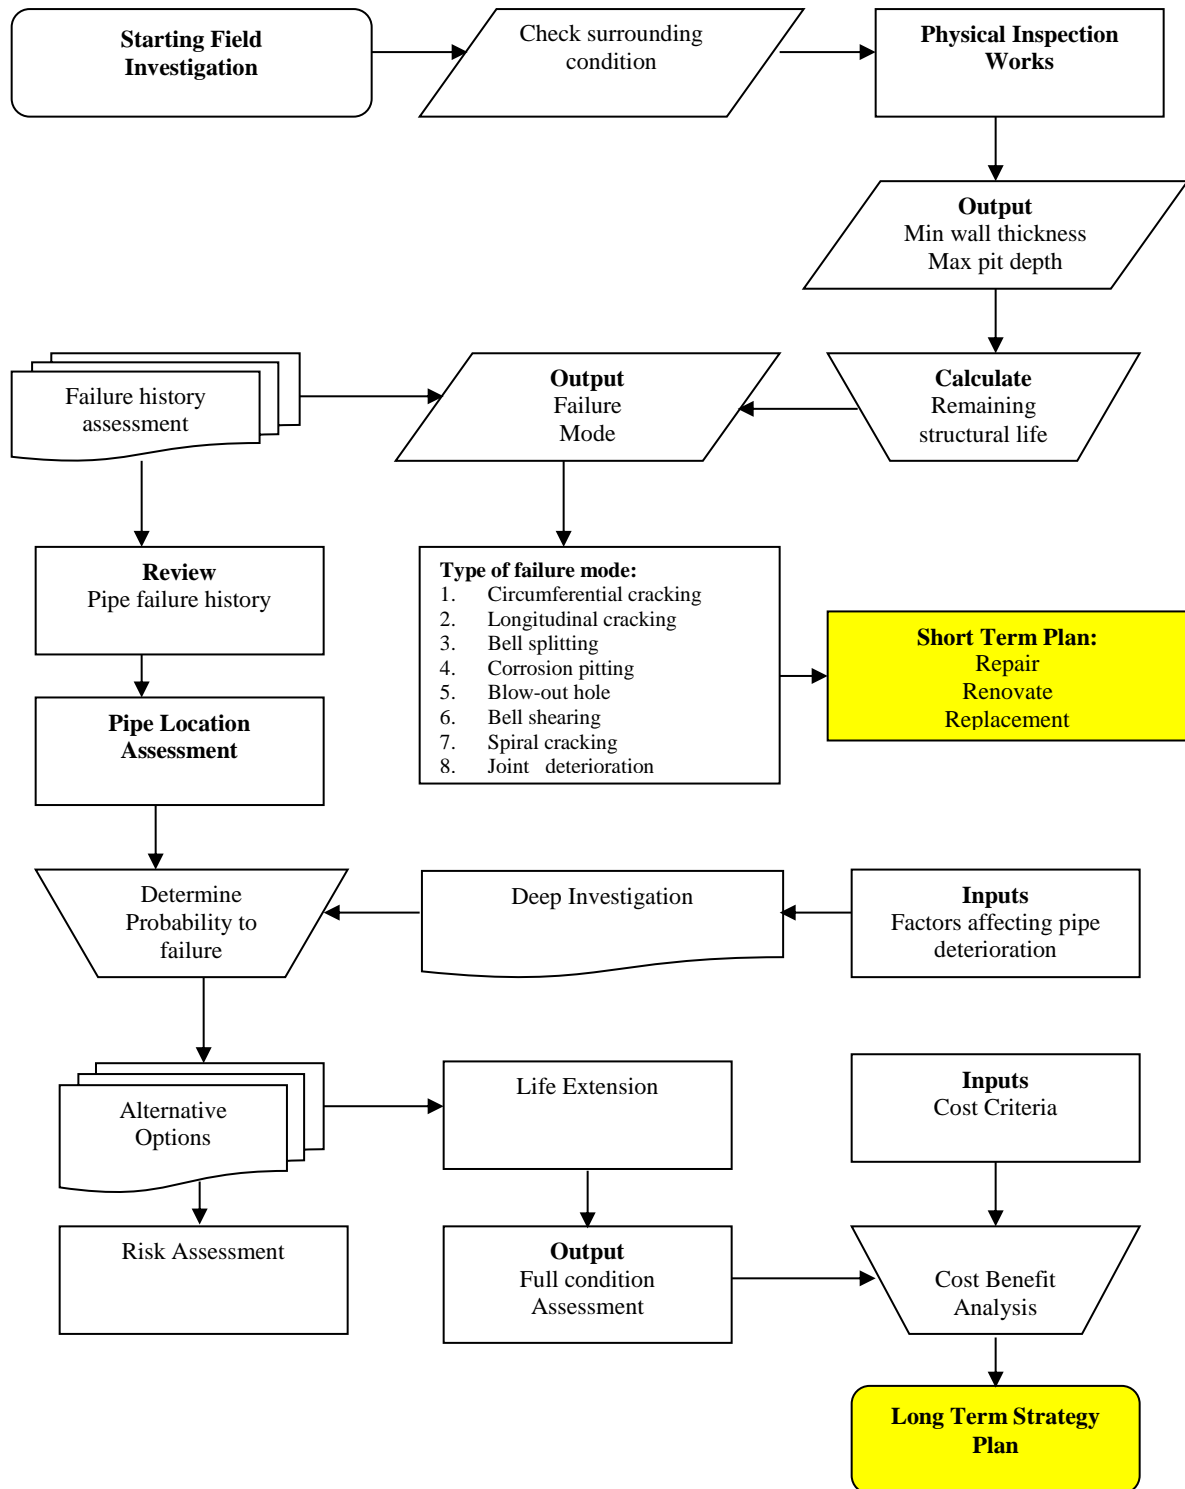 Starting Field
Investigation
Check surrounding
condition
Physical Inspection
Works
Output
Min wall thickness
Max pit depth
Failure history
assessment
Output
Failure
Mode
Calculate
Remaining
structural life
Review
Pipe failure history
Type of failure mode:
1. Circumferential cracking
2. Longitudinal cracking
3. Bell splitting
4. Corrosion pitting
5. Blow-out hole
6. Bell shearing
7. Spiral cracking
8. Joint deterioration
Short Term Plan:
Repair
Renovate
Replacement
Pipe Location
Assessment
Determine
Probability to
failure
Deep Investigation
Inputs
Factors affecting pipe
deterioration
Alternative
Options
Life Extension
Inputs
Cost Criteria
Risk Assessment
Output
Full condition
Assessment
Cost Benefit
Analysis
Long Term Strategy
Plan